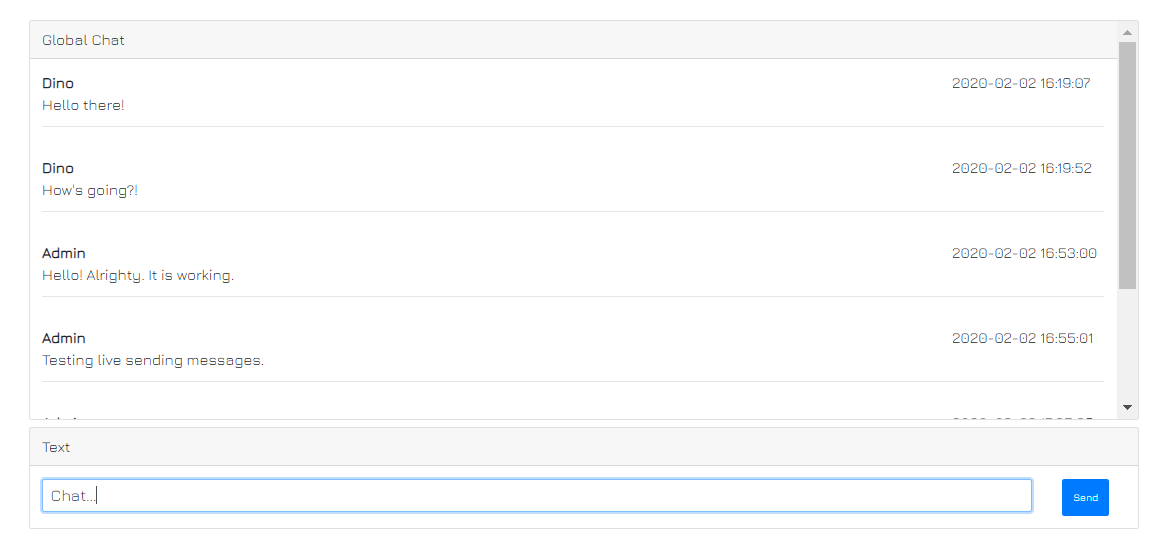 Global Chat
Dino 2020-02-02 16:19:07
Hello there!
Dino 2020-02-02 16:19:52
How's going?!
Admin 2020-02-02 16:53:00
Hello! Alrighty. It is working.
Admin 2020-02-02 16:55:01
Testing live sending messages.
Text
Chat...
Send